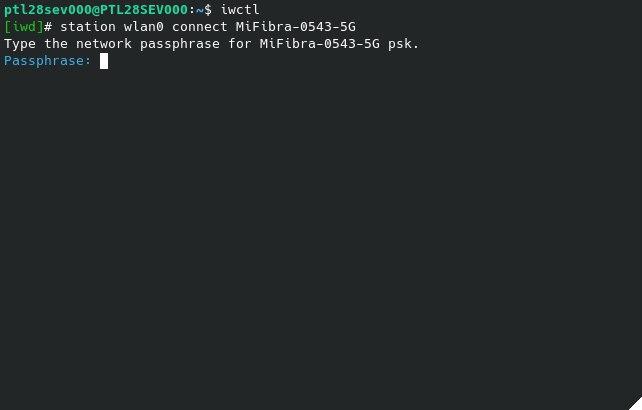 ptl28sev000@PTL28SEV000:~$ iwctl
[iwd]# station wlan0 connect MiFibra-0543-5G
Type the network passphrase for MiFibra-0543-5G psk.
Passphrase: